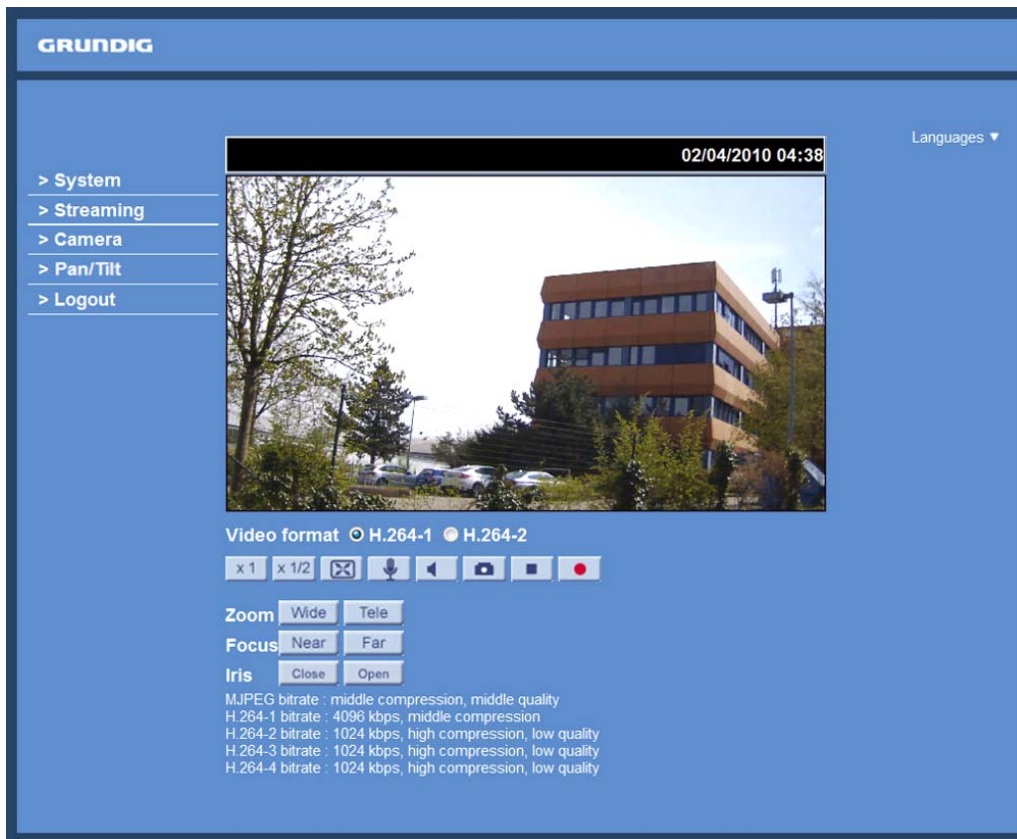 GRUNDIG
Languages ▼
02/04/2010 04:38
> System
> Streaming
> Camera
> Pan/Tilt
> Logout
Video format H.264-1 H.264-2
x 1 x 1/2
Zoom Wide Tele
Focus Near Far
Iris Close Open
MJPEG bitrate : middle compression, middle quality
H.264-1 bitrate : 4096 kbps, middle compression
H.264-2 bitrate : 1024 kbps, high compression, low quality
H.264-3 bitrate : 1024 kbps, high compression, low quality
H.264-4 bitrate : 1024 kbps, high compression, low quality